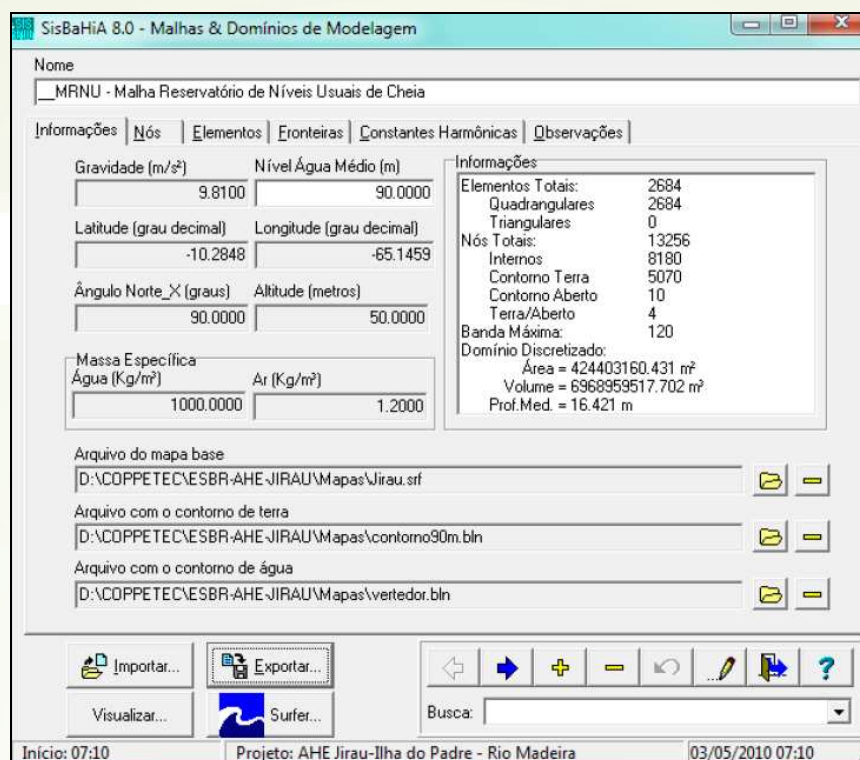 SisBaHiA 8.0 - Malhas & Domínios de Modelagem
Nome
__MRNU - Malha Reservatório de Níveis Usuais de Cheia
Informações Nós Elementos Fronteiras Constantes Harmônicas Observações
Gravidade (m/s²) Nível Água Médio (m)
9.8100 90.0000
Latitude (grau decimal) Longitude (grau decimal)
-10.2848 -65.1459
Ângulo Norte_X (graus) Altitude (metros)
90.0000 50.0000
Massa Específica
Água (Kg/m³) Ar (Kg/m³)
1000.0000 1.2000
Informações
Elementos Totais: 2684
Quadrangulares 2684
Triangulares 0
Nós Totais: 13256
Internos 8180
Contorno Terra 5070
Contorno Aberto 10
Terra/Aberto 4
Banda Máxima: 120
Domínio Discretizado:
Área = 424403160.431 m²
Volume = 6968959517.702 m³
Prof.Med. = 16.421 m
Arquivo do mapa base
D:\COPPETEC\ESBR-AHE-JIRAU\Mapas\Jirau.srf
Arquivo com o contorno de terra
D:\COPPETEC\ESBR-AHE-JIRAU\Mapas\contorno90m.bln
Arquivo com o contorno de água
D:\COPPETEC\ESBR-AHE-JIRAU\Mapas\vertedor.bln
Importar... Exportar...
Visualizar... Surfer...
?
Busca:
Início: 07:10 Projeto: AHE Jirau-Ilha do Padre - Rio Madeira 03/05/2010 07:10